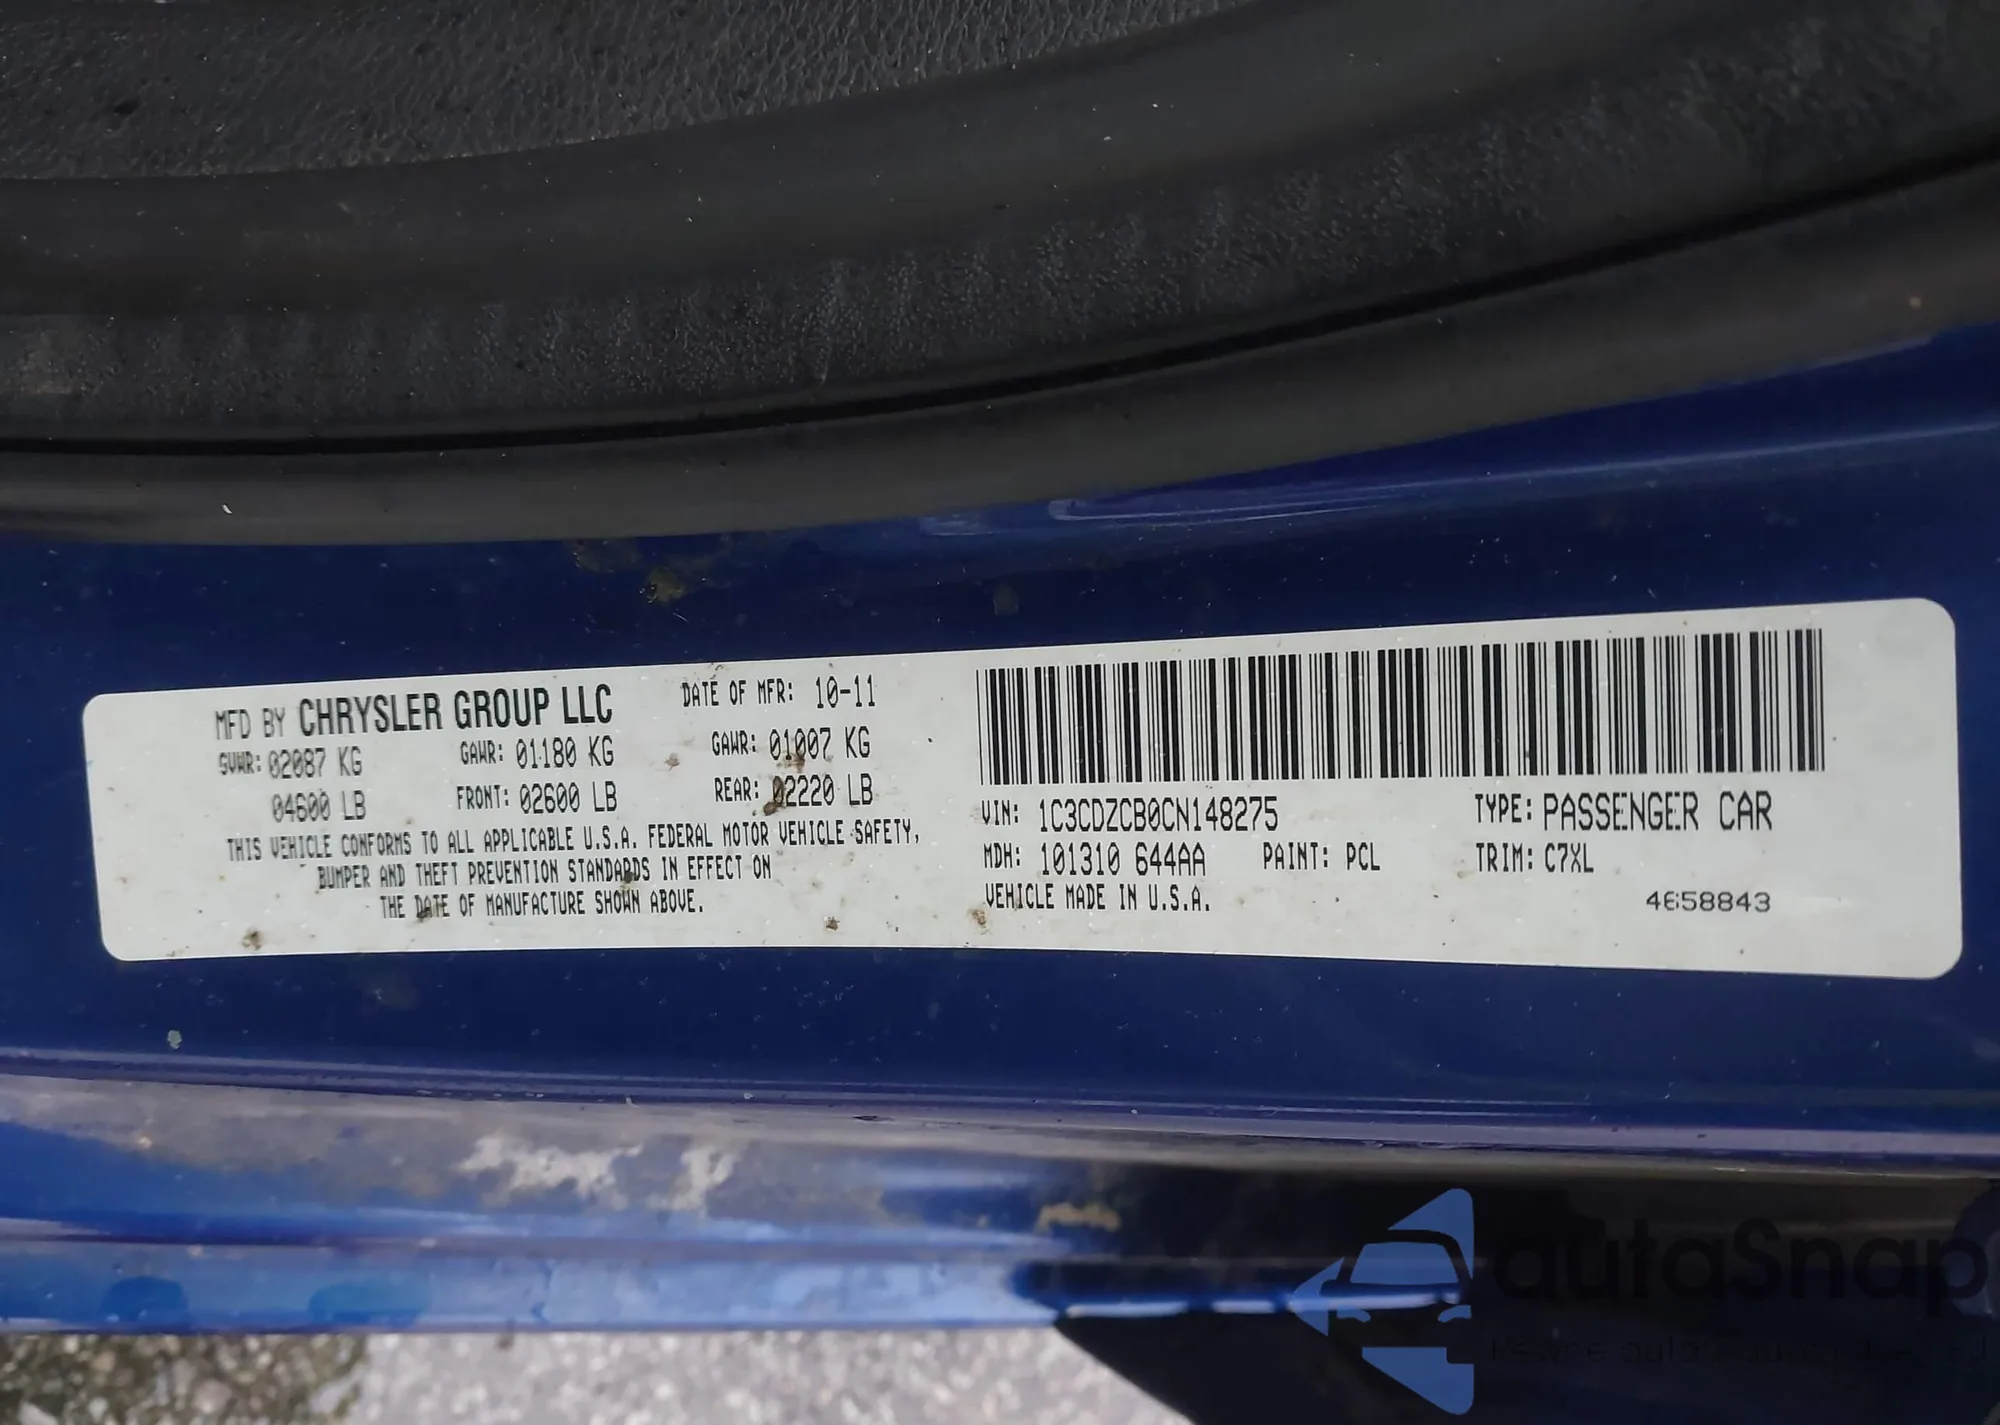 MFD BY CHRYSLER GROUP LLC DATE OF MFR: 10-11
GVWR: 02087 KG GAWR: 01180 KG GAWR: 01007 KG
04600 LB FRONT: 02600 LB REAR: 02220 LB
THIS VEHICLE CONFORMS TO ALL APPLICABLE U.S.A. FEDERAL MOTOR VEHICLE SAFETY,
BUMPER AND THEFT PREVENTION STANDARDS IN EFFECT ON
THE DATE OF MANUFACTURE SHOWN ABOVE.
VIN: 1C3CDZCB0CN148275 TYPE: PASSENGER CAR
MDH: 101310 644AA PAINT: PCL TRIM: C7XL
VEHICLE MADE IN U.S.A.
4658843
autaSnap